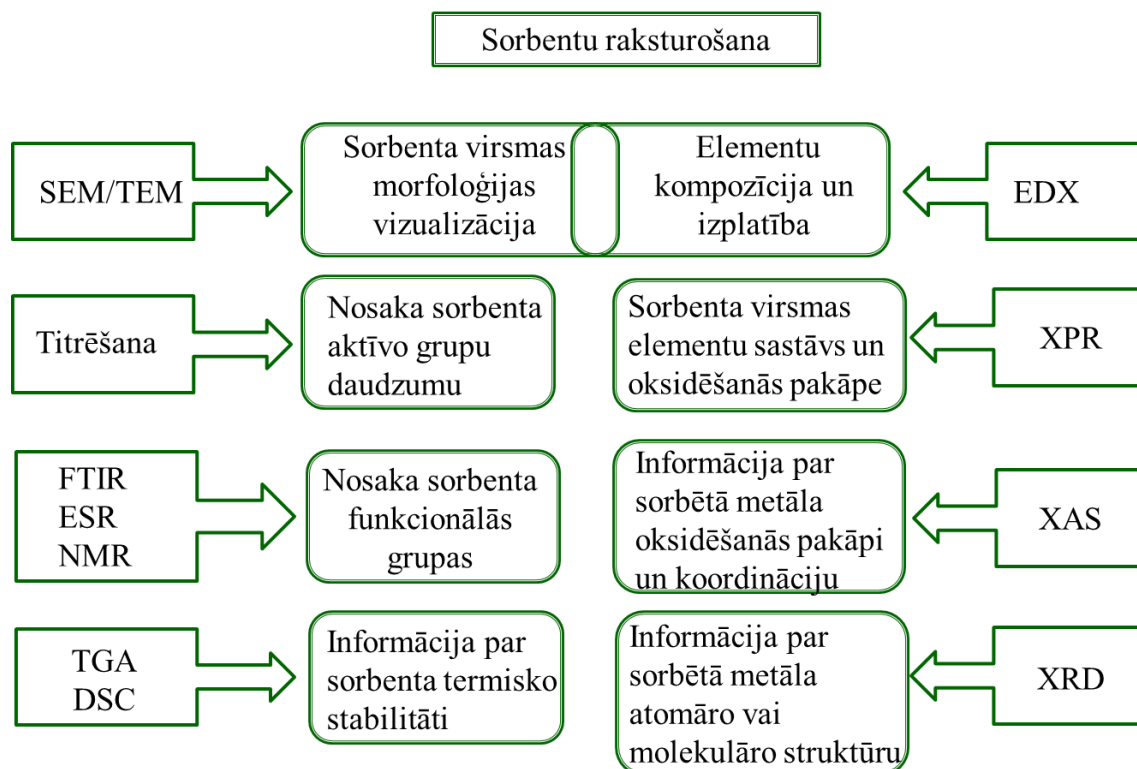 Sorbentu raksturošana
SEM/TEM
Sorbenta virsmas
morfoloģijas
vizualizācija
Elementu
kompozīcija un
izplatība
EDX
Titrēšana
Nosaka sorbenta
aktīvo grupu
daudzumu
Sorbenta virsmas
elementu sastāvs un
oksidēšanās pakāpe
XPR
FTIR
ESR
NMR
Nosaka sorbenta
funkcionālās
grupas
Informācija par
sorbētā metāla
oksidēšanās pakāpi
un koordināciju
XAS
TGA
DSC
Informācija par
sorbenta termisko
stabilitāti
Informācija par
sorbētā metāla
atomāro vai
molekulāro struktūru
XRD